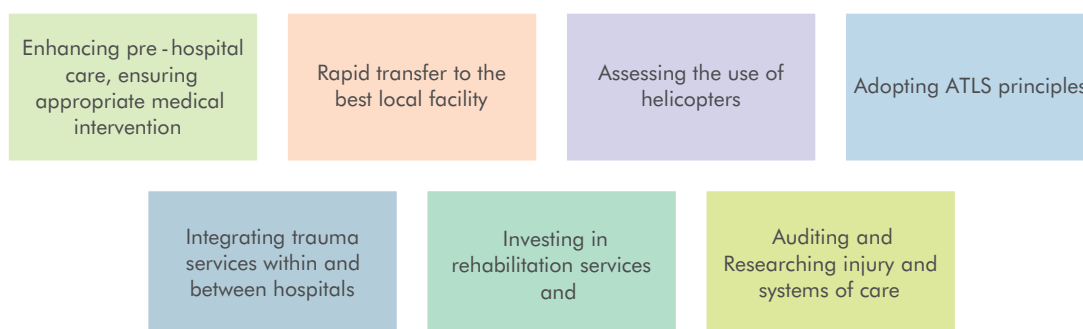 Enhancing pre-hospital
care, ensuring
appropriate medical
intervention
Rapid transfer to the
best local facility
Assessing the use of
helicopters
Adopting ATLS principles
Integrating trauma
services within and
between hospitals
Investing in
rehabilitation services
and
Auditing and
Researching injury and
systems of care